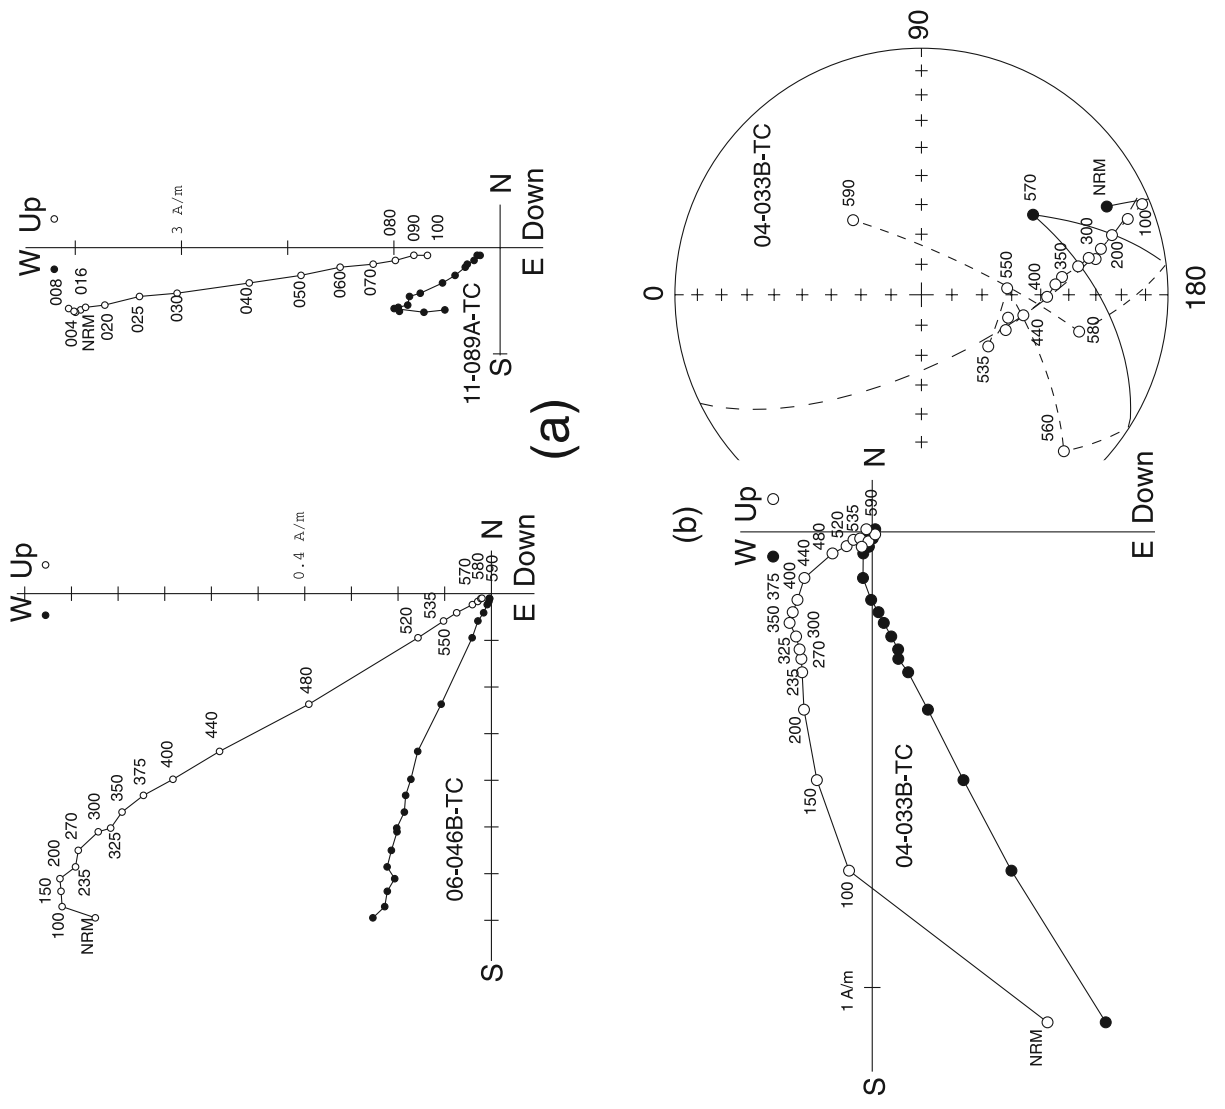 W Up
008
016
004
NRM
020
025
030
040
050
060
070
080
090
100
3 A/m
N
S
E Down
11-089A-TC
(a)
W Up
0.4 A/m
NRM
100
150
200
235
270
300
325
350
375
400
440
480
520
535
550
570
580
590
N
S
E Down
06-046B-TC
(b)
0
90
180
04-033B-TC
590
570
NRM
100
200
300
350
400
440
550
535
580
560
W Up
590
535
520
480
440
400
375
350
325
300
270
235
200
150
100
NRM
1 A/m
N
S
E Down
04-033B-TC